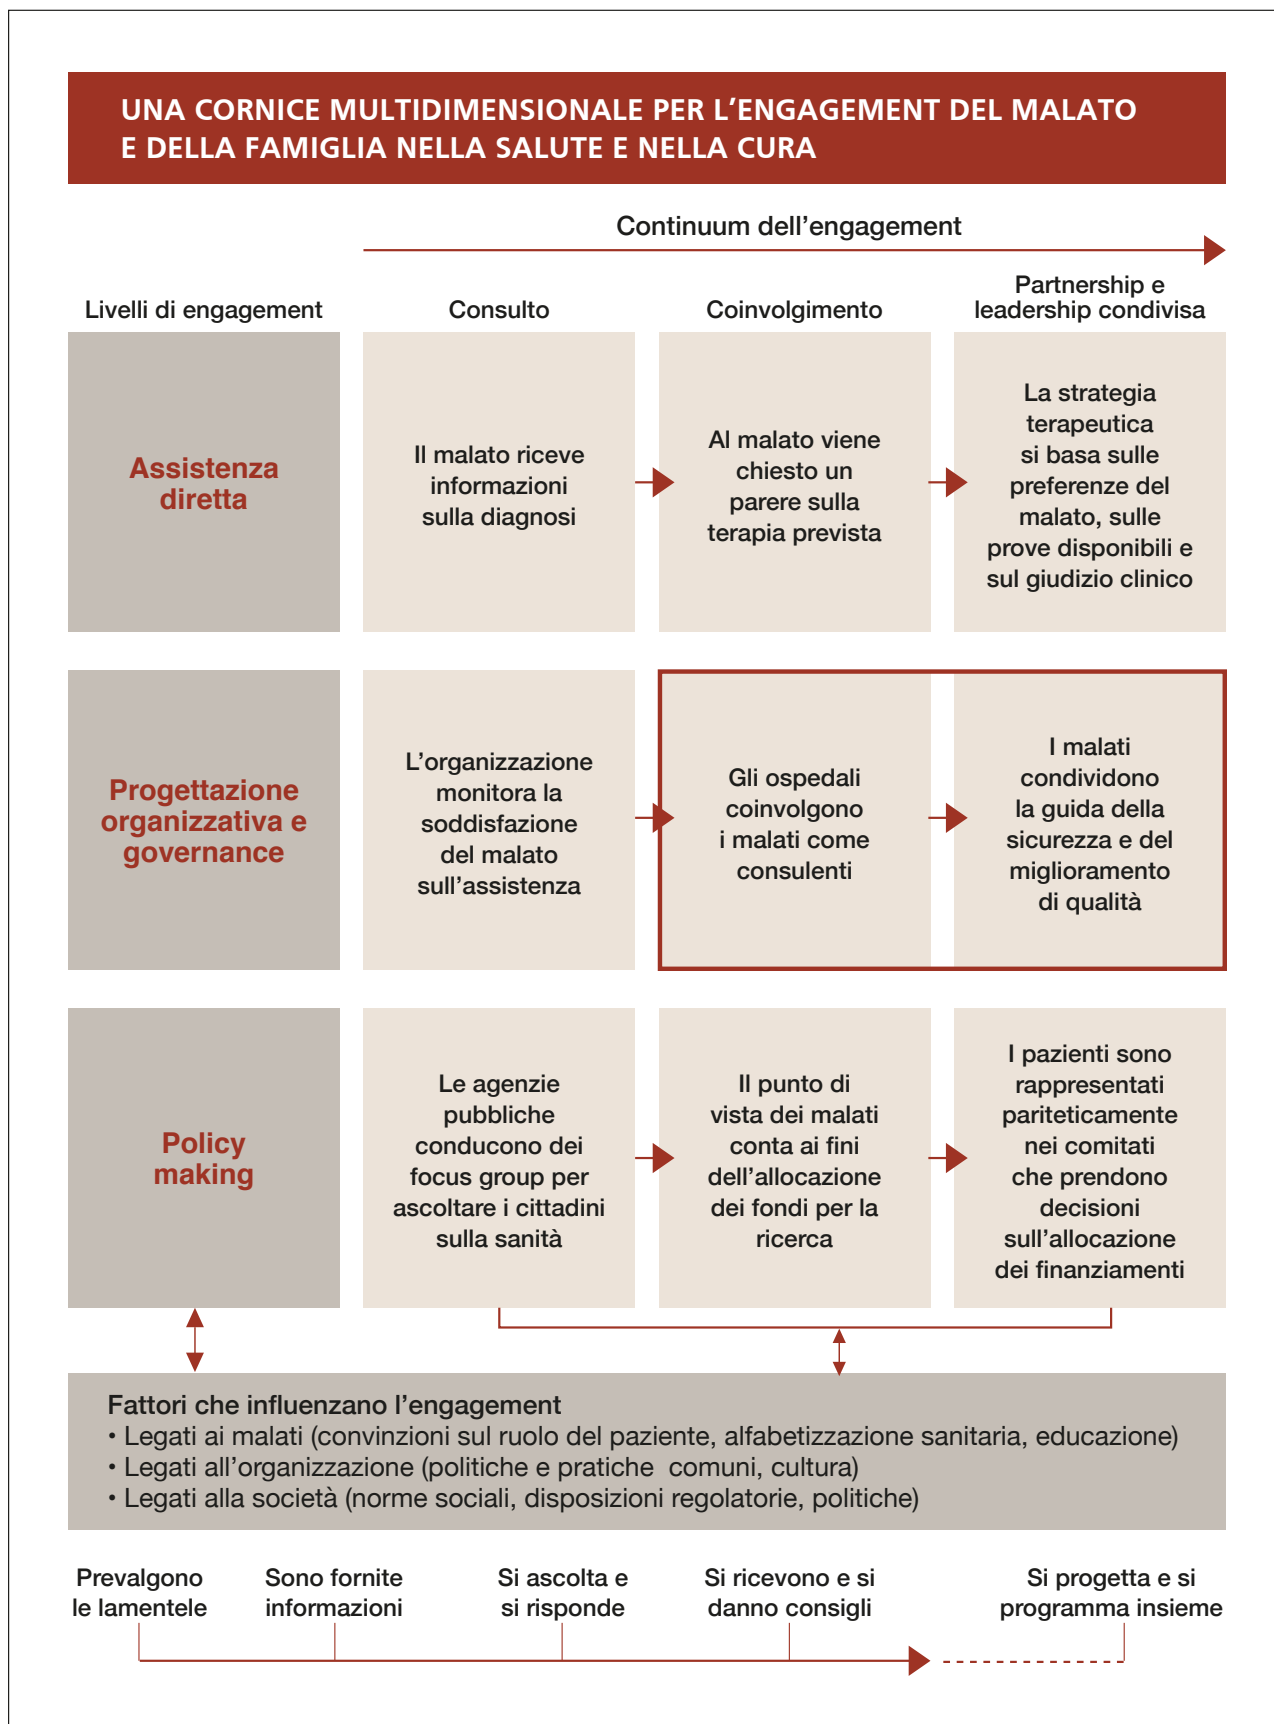 UNA CORNICE MULTIDIMENSIONALE PER L’ENGAGEMENT DEL MALATO
E DELLA FAMIGLIA NELLA SALUTE E NELLA CURA
Continuum dell’engagement
Livelli di engagement
Consulto
Coinvolgimento
Partnership e
leadership condivisa
Assistenza
diretta
Il malato riceve
informazioni
sulla diagnosi
Al malato viene
chiesto un
parere sulla
terapia prevista
La strategia
terapeutica
si basa sulle
preferenze del
malato, sulle
prove disponibili e
sul giudizio clinico
Progettazione
organizzativa e
governance
L’organizzazione
monitora la
soddisfazione
del malato
sull’assistenza
Gli ospedali
coinvolgono
i malati come
consulenti
I malati
condividono
la guida della
sicurezza e del
miglioramento
di qualità
Policy
making
Le agenzie
pubbliche
conducono dei
focus group per
ascoltare i cittadini
sulla sanità
Il punto di
vista dei malati
conta ai fini
dell’allocazione
dei fondi per la
ricerca
I pazienti sono
rappresentati
pariteticamente
nei comitati
che prendono
decisioni
sull’allocazione
dei finanziamenti
Fattori che influenzano l’engagement
• Legati ai malati (convinzioni sul ruolo del paziente, alfabetizzazione sanitaria, educazione)
• Legati all’organizzazione (politiche e pratiche  comuni, cultura)
• Legati alla società (norme sociali, disposizioni regolatorie, politiche)
Prevalgono
le lamentele
Sono fornite
informazioni
Si ascolta e
si risponde
Si ricevono e si
danno consigli
Si progetta e si
programma insieme